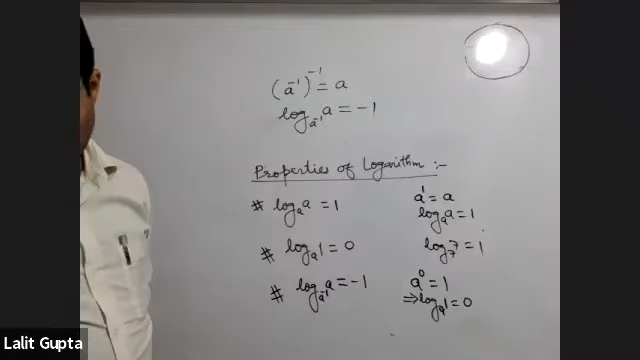 (a⁻¹)⁻¹ = a
log_{a⁻¹} a = -1
Properties of Logarithm :-
# log_a a = 1
a¹ = a
log_a a = 1
# log_a 1 = 0
log_7 7 = 1
# log_{a⁻¹} a = -1
a⁰ = 1
⇒ log_a 1 = 0
Lalit Gupta